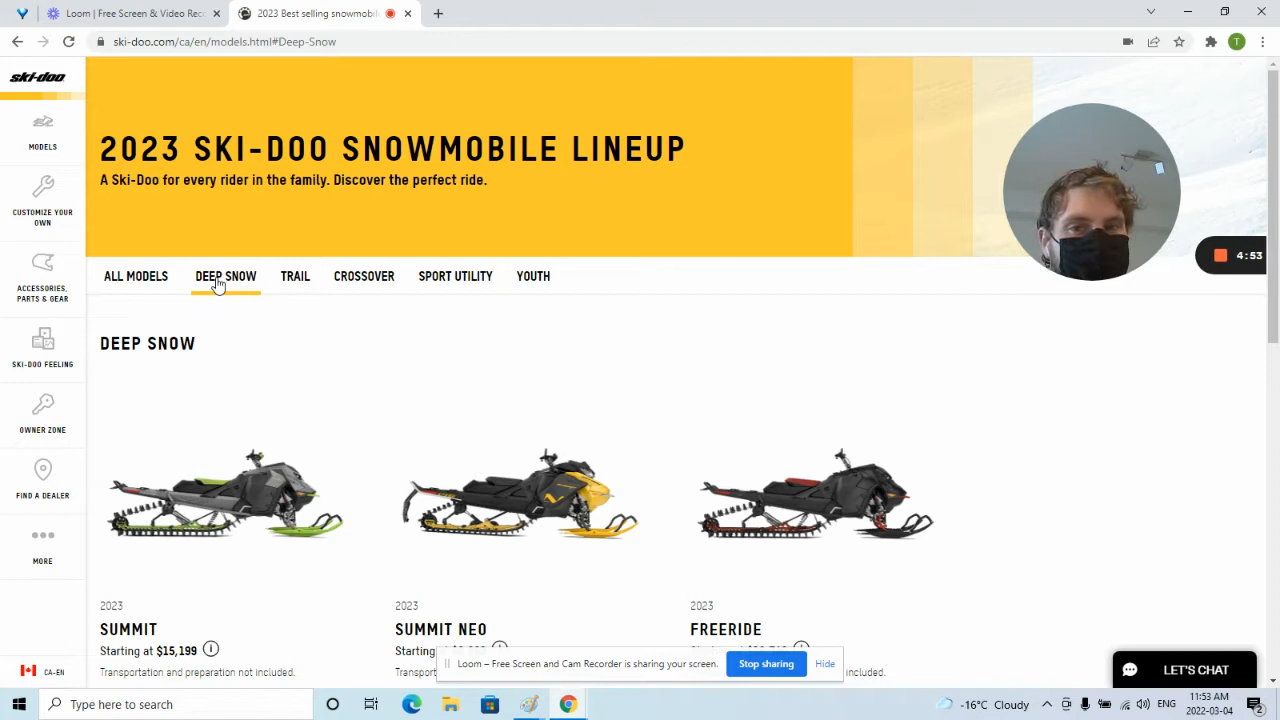 Loom | Free Screen & Video Rec
2023 Best selling snowmobil
ski-doo.com/ca/en/models.html#Deep-Snow
T
ski-doo
MODELS
CUSTOMIZE YOUR OWN
ACCESSORIES, PARTS & GEAR
SKI-DOO FEELING
OWNER ZONE
FIND A DEALER
MORE
CA-EN
2023 SKI-DOO SNOWMOBILE LINEUP
A Ski-Doo for every rider in the family. Discover the perfect ride.
4:53
ALL MODELS DEEP SNOW TRAIL CROSSOVER SPORT UTILITY YOUTH
DEEP SNOW
2023 2023 2023
SUMMIT SUMMIT NEO FREERIDE
Starting at $15,199 Starting
Transportation and preparation not included. Transportation included.
Loom – Free Screen and Cam Recorder is sharing your screen. Stop sharing Hide
LET'S CHAT
Type here to search
-16°C Cloudy ENG 11:53 AM
2022-03-04
2